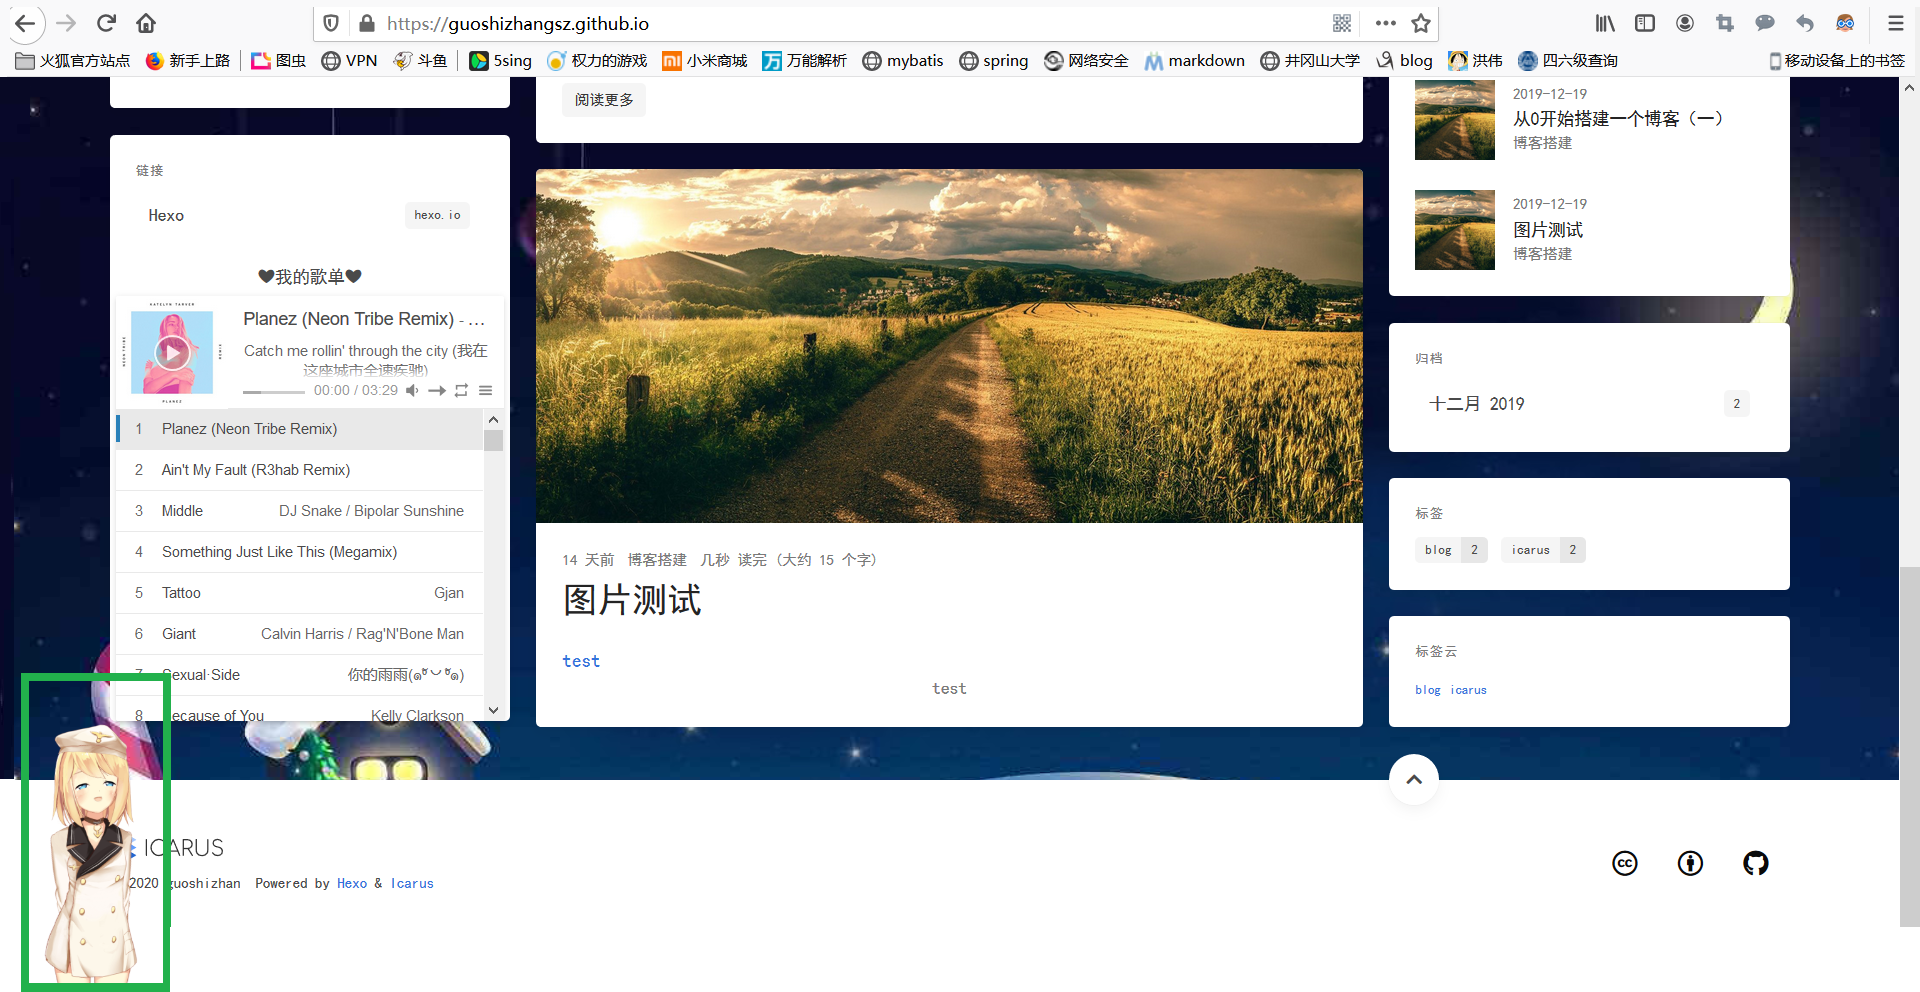 https://guoshizhangsz.github.io
火狐官方站点 新手上路 图虫 VPN 斗鱼 5sing 权力的游戏 小米商城 万能解析 mybatis spring 网络安全 markdown 井冈山大学 blog 洪伟 四六级查询 移动设备上的书签
链接
Hexo hexo.io
❤我的歌单❤
Planez (Neon Tribe Remix) - ...
Catch me rollin' through the city (我在
这座城市全速疾驰)
00:00 / 03:29
1 Planez (Neon Tribe Remix)
2 Ain't My Fault (R3hab Remix)
3 Middle DJ Snake / Bipolar Sunshine
4 Something Just Like This (Megamix)
5 Tattoo Gjan
6 Giant Calvin Harris / Rag'N'Bone Man
7 Sexual·Side 你的雨雨(๑ ̆ ◡ ̆๑)
8 Because of You Kelly Clarkson
阅读更多
14 天前 博客搭建 几秒 读完 (大约 15 个字)
图片测试
test
test
2019-12-19
从0开始搭建一个博客（一）
博客搭建
2019-12-19
图片测试
博客搭建
归档
十二月 2019 2
标签
blog 2 icarus 2
标签云
blog icarus
ICARUS
2020 guoshizhan Powered by Hexo & Icarus